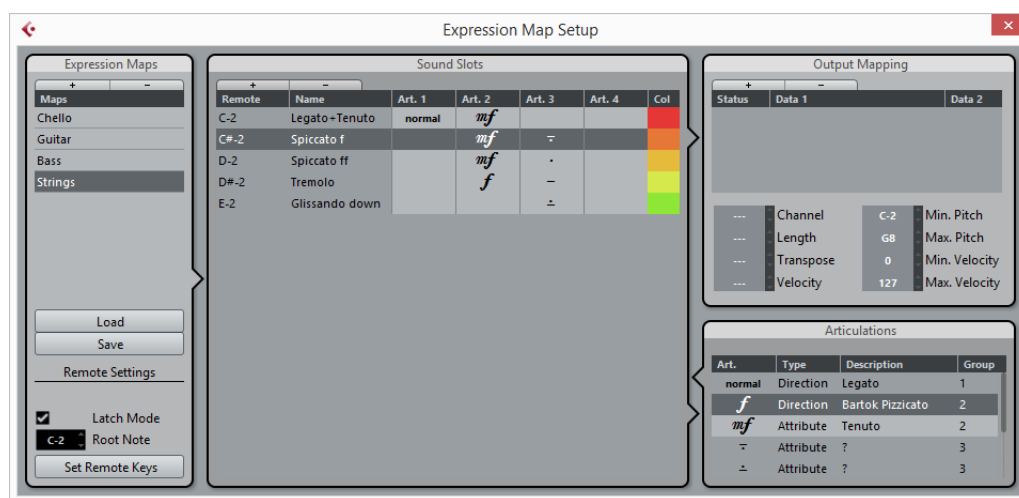 Expression Map Setup
Expression Maps
+ -
Maps
Chello
Guitar
Bass
Strings
Load
Save
Remote Settings
Latch Mode
C-2 Root Note
Set Remote Keys
Sound Slots
+ -
Remote Name Art. 1 Art. 2 Art. 3 Art. 4 Col
C-2 Legato+Tenuto normal mf
C#-2 Spiccato f mf
D-2 Spiccato ff mf
D#-2 Tremolo f
E-2 Glissando down
Output Mapping
+ -
Status Data 1 Data 2
--- Channel C-2 Min. Pitch
--- Length G8 Max. Pitch
--- Transpose 0 Min. Velocity
--- Velocity 127 Max. Velocity
Articulations
Art. Type Description Group
normal Direction Legato 1
f Direction Bartok Pizzicato 2
mf Attribute Tenuto 2
Attribute ? 3
Attribute ? 3